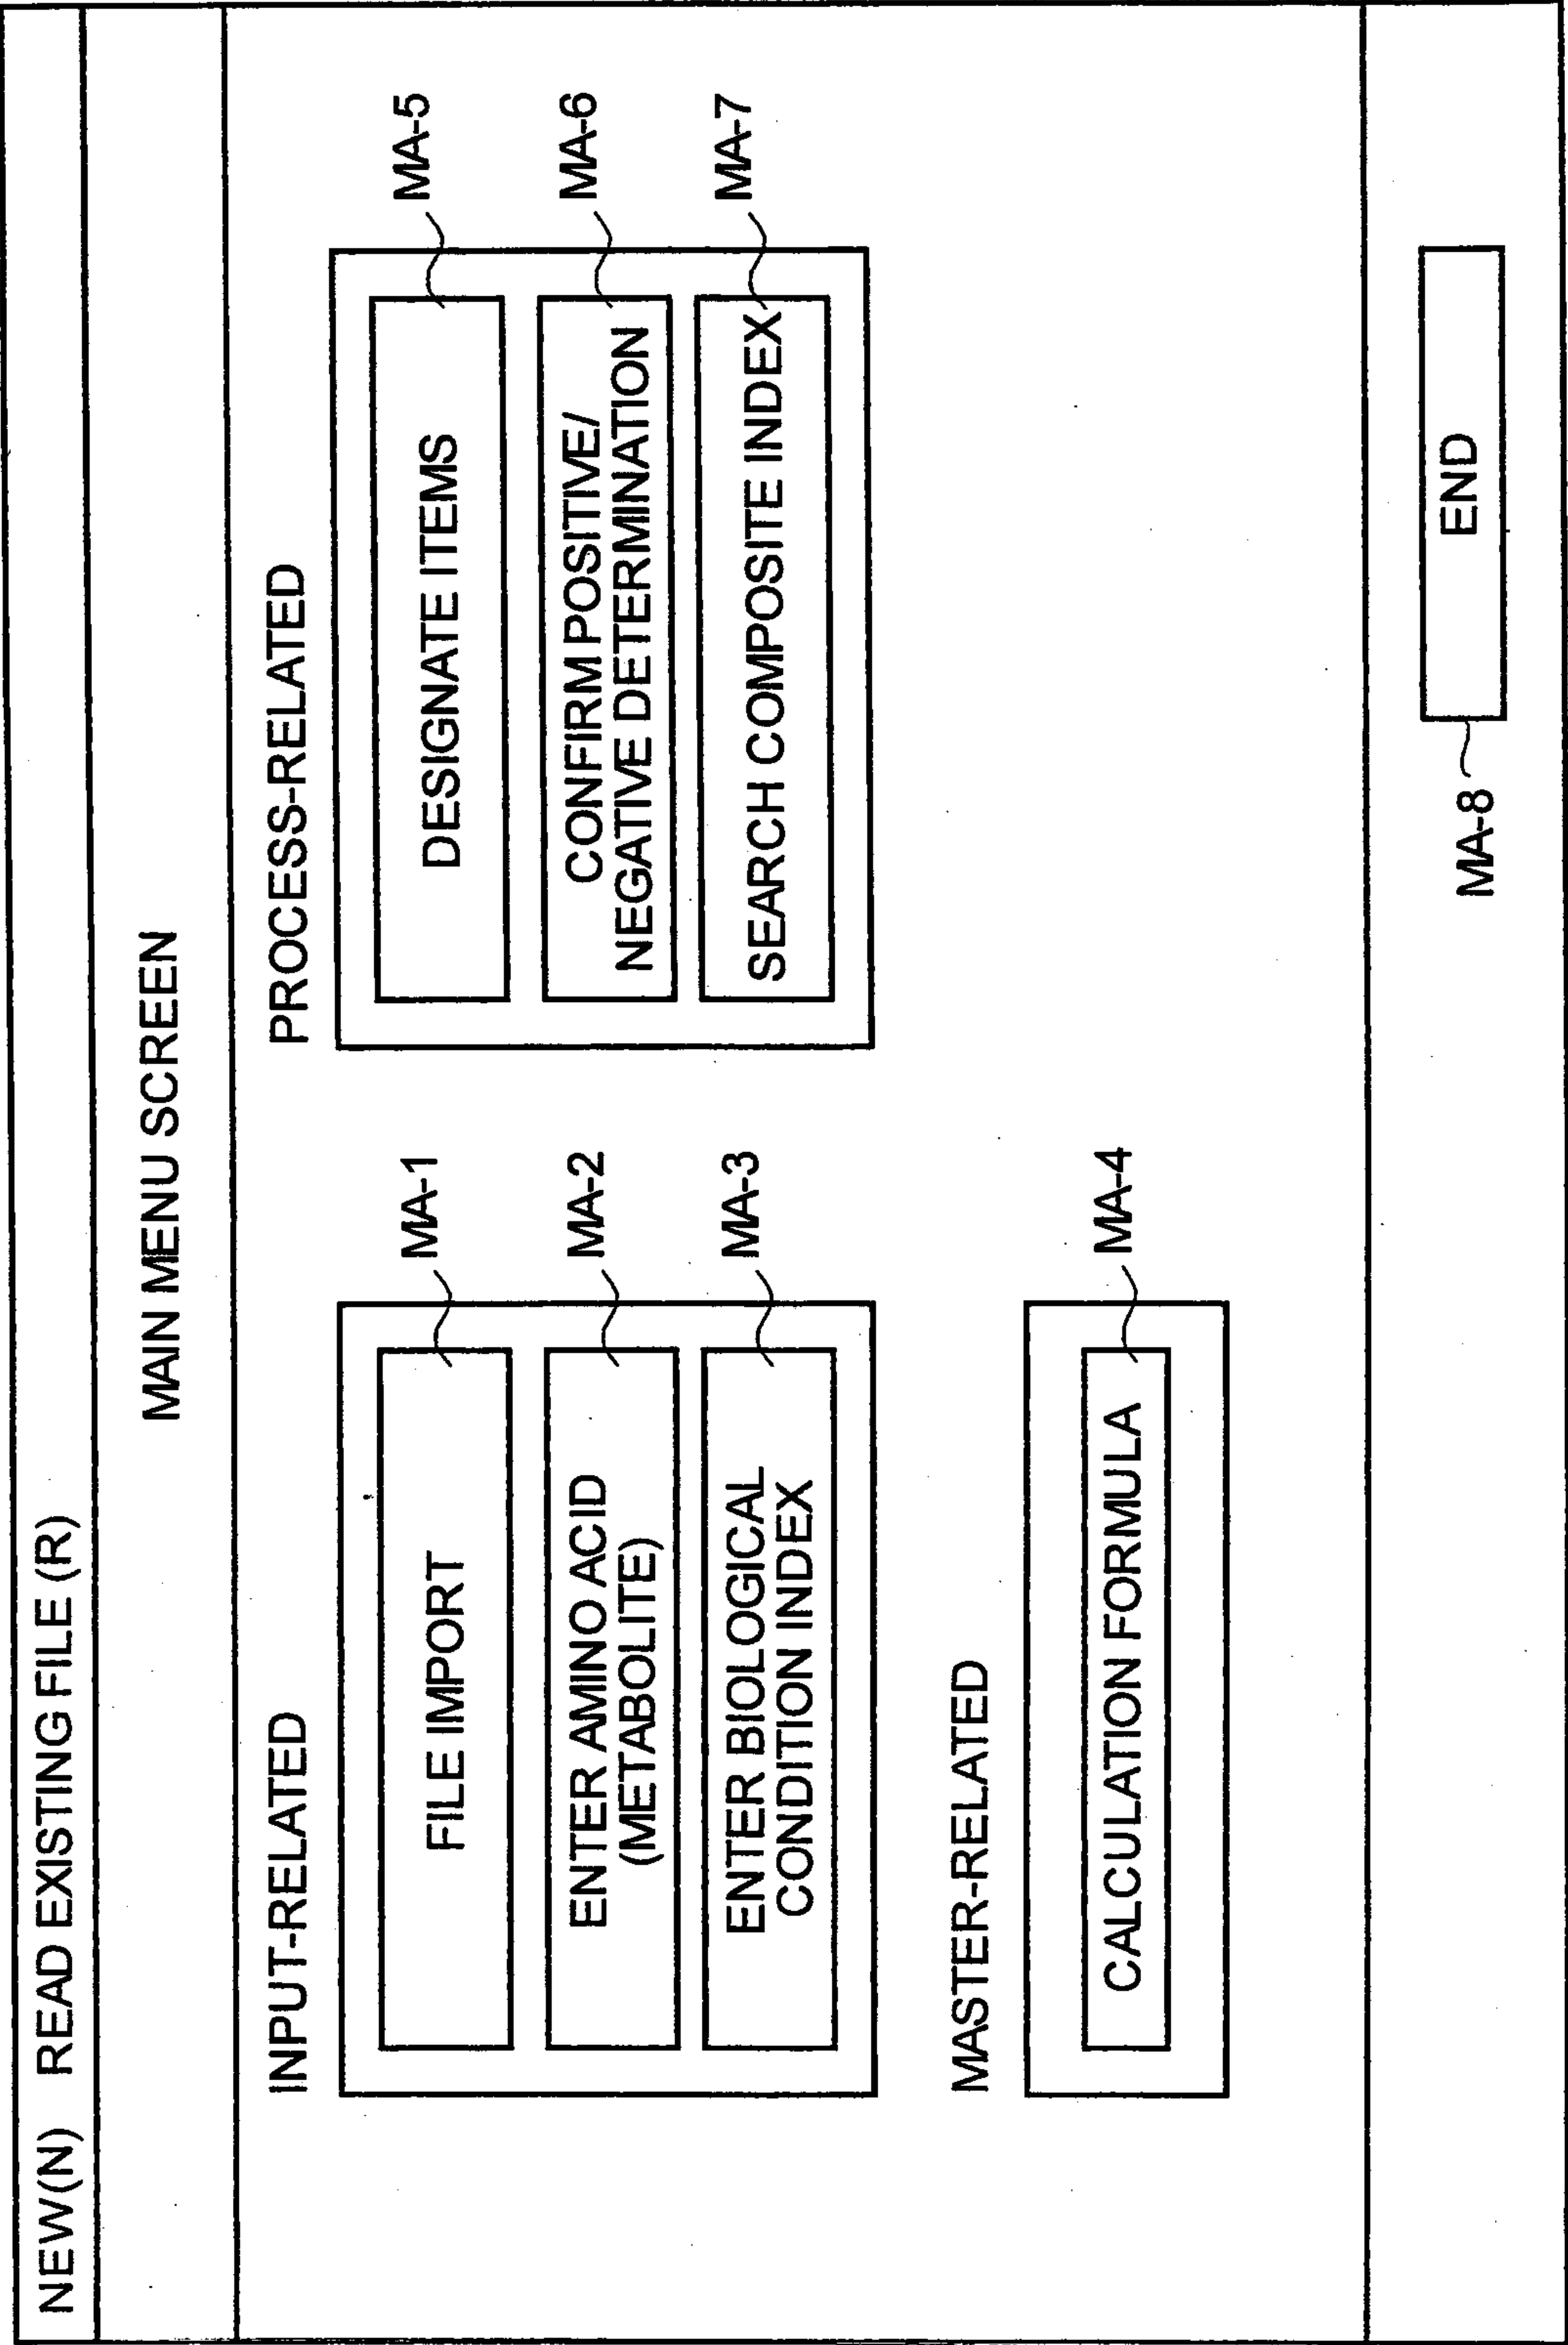 NEW(N) READ EXISTING FILE (R)
MAIN MENU SCREEN
INPUT-RELATED
FILE IMPORT
MA-1
ENTER AMINO ACID
(METABOLITE)
MA-2
ENTER BIOLOGICAL
CONDITION INDEX
MA-3
MASTER-RELATED
CALCULATION FORMULA
MA-4
PROCESS-RELATED
DESIGNATE ITEMS
MA-5
CONFIRM POSITIVE/
NEGATIVE DETERMINATION
MA-6
SEARCH COMPOSITE INDEX
MA-7
MA-8
END